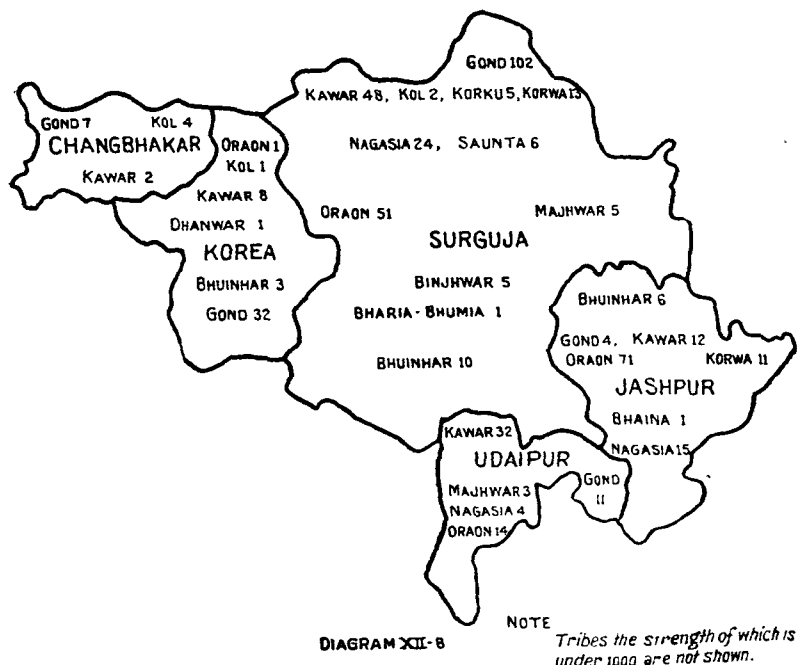 GOND 102
KAWAR 48, KOL 2, KORKU 5, KORWA 13
GOND 7 KOL 4
CHANGBHAKAR
KAWAR 2
ORAON 1
KOL 1
KAWAR 8
DHANWAR 1
KOREA
BHUINHAR 3
GOND 32
NAGASIA 24, SAUNTA 6
ORAON 51
MAJHWAR 5
SURGUJA
BINJHWAR 5
BHARIA-BHUMIA 1
BHUINHAR 10
BHUINHAR 6
GOND 4, KAWAR 12
ORAON 71 KORWA 11
JASHPUR
BHAINA 1
NAGASIA 15
KAWAR 32
UDAIPUR
MAJHWAR 3
NAGASIA 4
ORAON 14
GOND
11
DIAGRAM XII-8
NOTE
Tribes the strength of which is
under 1000 are not shown.